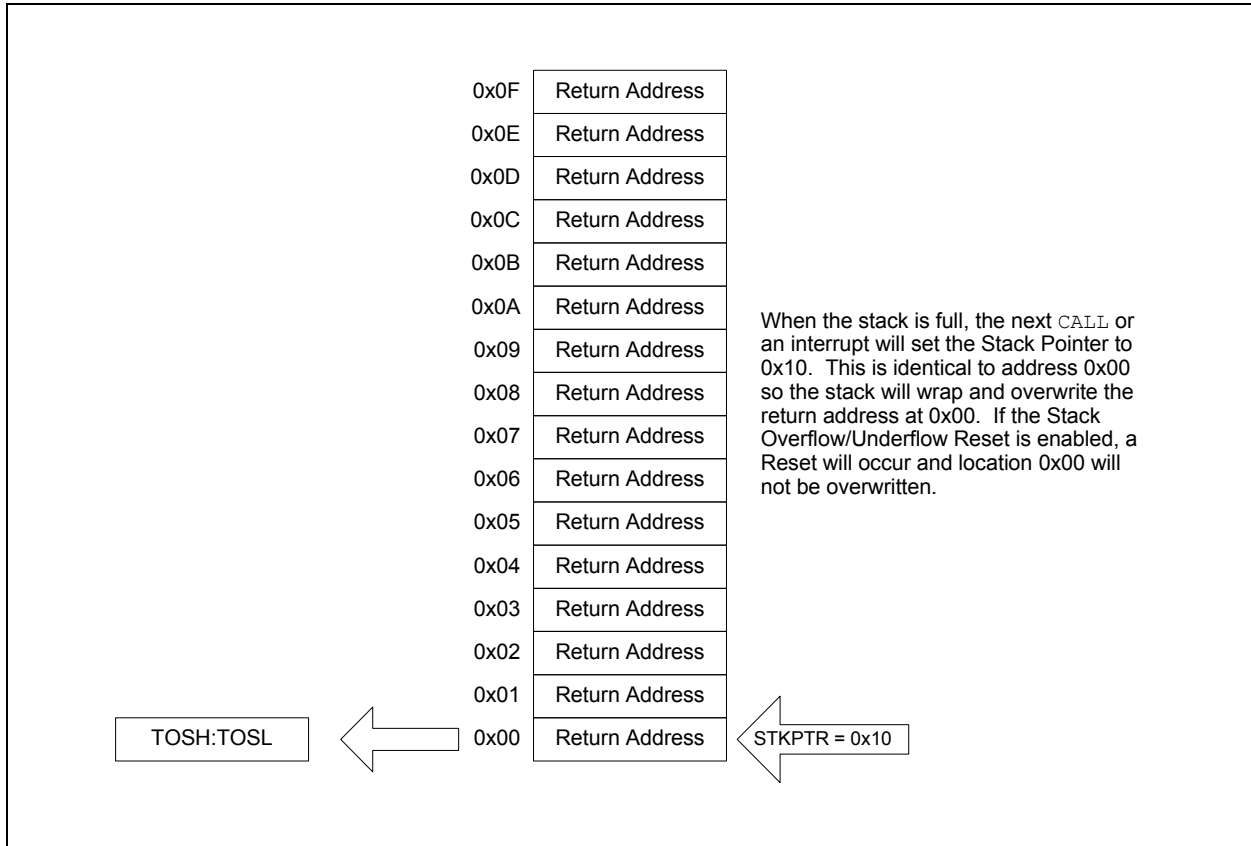 0x0F Return Address
0x0E Return Address
0x0D Return Address
0x0C Return Address
0x0B Return Address
0x0A Return Address
0x09 Return Address
0x08 Return Address
0x07 Return Address
0x06 Return Address
0x05 Return Address
0x04 Return Address
0x03 Return Address
0x02 Return Address
0x01 Return Address
TOSH:TOSL 0x00 Return Address STKPTR = 0x10
When the stack is full, the next CALL or
an interrupt will set the Stack Pointer to
0x10. This is identical to address 0x00
so the stack will wrap and overwrite the
return address at 0x00. If the Stack
Overflow/Underflow Reset is enabled, a
Reset will occur and location 0x00 will
not be overwritten.